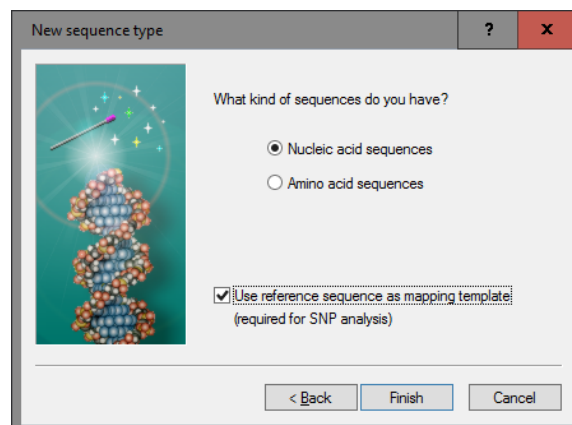 New sequence type
?
x
What kind of sequences do you have?
Nucleic acid sequences
Amino acid sequences
Use reference sequence as mapping template
(required for SNP analysis)
< Back
Finish
Cancel